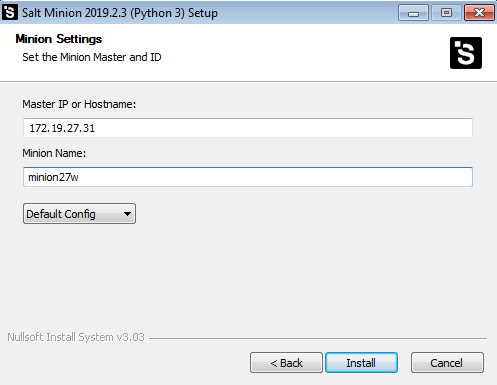 Salt Minion 2019.2.3 (Python 3) Setup
Minion Settings
Set the Minion Master and ID
Master IP or Hostname:
172.19.27.31
Minion Name:
minion27w
Default Config
Nullsoft Install System v3.03
< Back Install Cancel